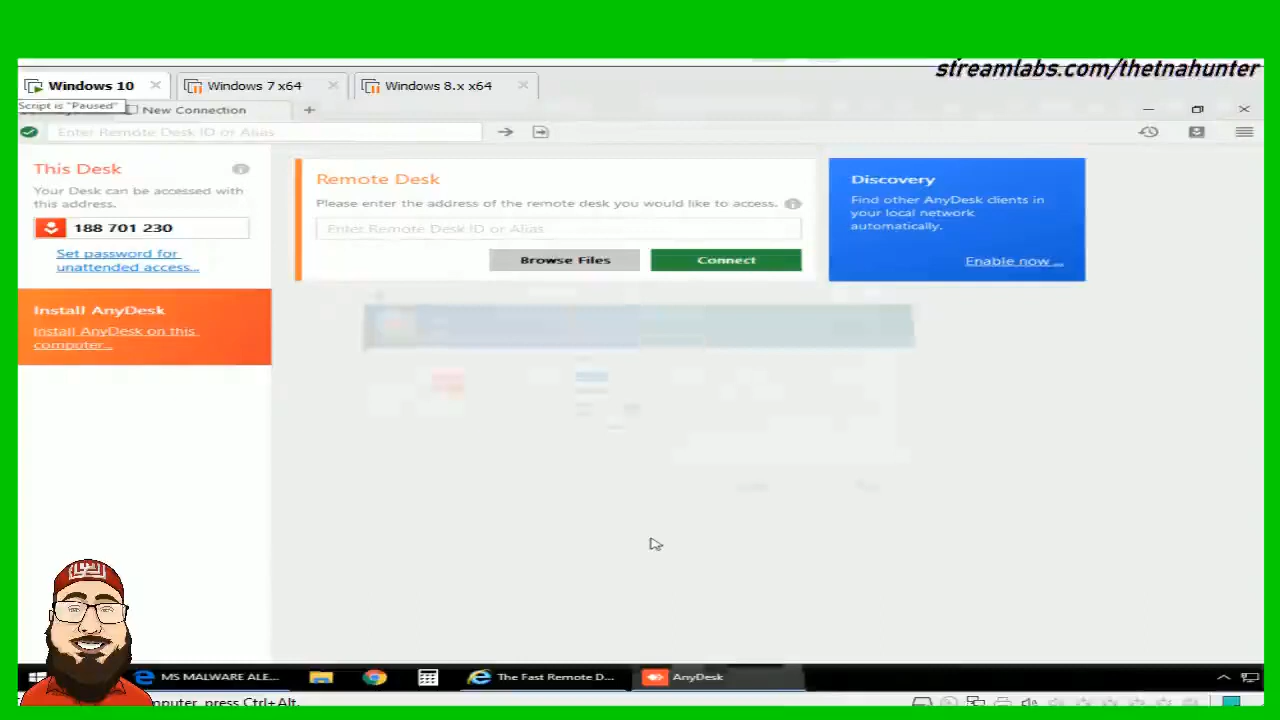 streamlabs.com/thetnahunter
Windows 10
Windows 7 x64
Windows 8.x x64
Script is "Paused"
New Connection
Enter Remote Desk ID or Alias
This Desk
Your Desk can be accessed with
this address.
188 701 230
Set password for
unattended access...
Install AnyDesk
Install AnyDesk on this
computer...
Remote Desk
Please enter the address of the remote desk you would like to access.
Enter Remote Desk ID or Alias
Browse Files
Connect
Discovery
Find other AnyDesk clients in
your local network
automatically.
Enable now ...
MS MALWARE ALE...
The Fast Remote D...
AnyDesk
computer, press Ctrl+Alt.